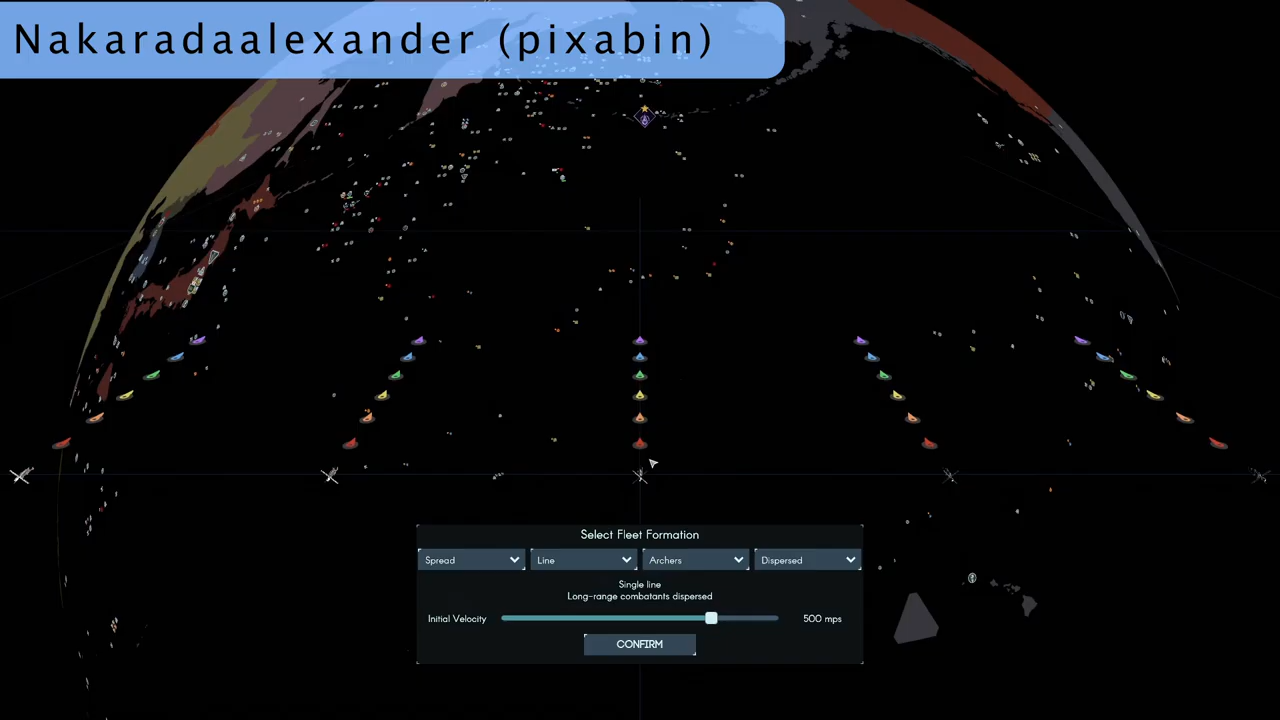 Nakaradaalexander (pixabin)
Select Fleet Formation
Spread Line Archers Dispersed
Single line
Long-range combatants dispersed
Initial Velocity 500 mps
CONFIRM